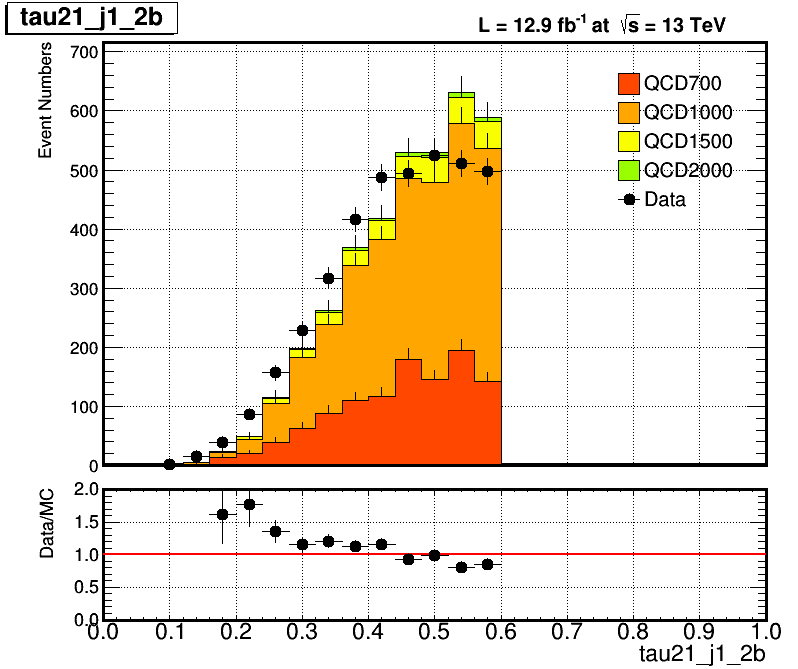 tau21_j1_2b
L = 12.9 fb-1 at √s = 13 TeV
Event Numbers
700
600
500
400
300
200
100
0
QCD700
QCD1000
QCD1500
QCD2000
Data
Data/MC
2.0
1.5
1.0
0.5
0.0
0.0 0.1 0.2 0.3 0.4 0.5 0.6 0.7 0.8 0.9 1.0
tau21_j1_2b